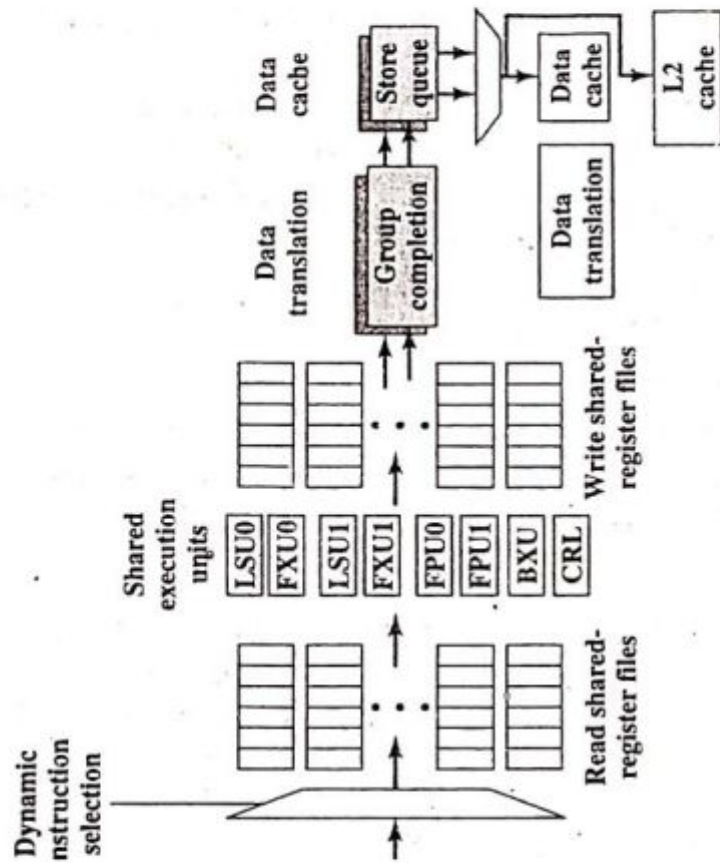 Dynamic
nstruction
selection
Shared
execution
units
Data
translation
Data
cache
LSU0
FXU0
LSU1
FXU1
FPU0
FPU1
BXU
CRL
Group
completion
Store
queue
Data
translation
Data
cache
L2
cache
Read shared-
register files
Write shared-
register files